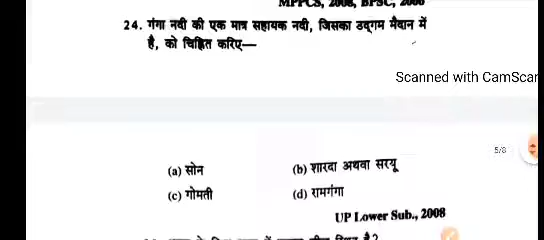 MPPCS, 2008, BPSC, 2000
24. गंगा नदी की एक मात्र सहायक नदी, जिसका उद्गम मैदान में
है, को चिह्नित करिए—
Scanned with CamScan
5/8
(a) सोन
(b) शारदा अथवा सरयू
(c) गोमती
(d) रामगंगा
UP Lower Sub., 2008